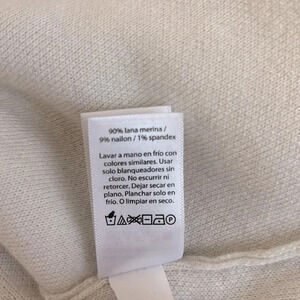 90% lana merina /
9% nailon / 1% spandex
Lavar a mano en frío con
colores similares. Usar
solo blanqueadores sin
cloro. No escurrir ni
retorcer. Dejar secar en
plano. Planchar solo en
frío. O limpiar en seco.